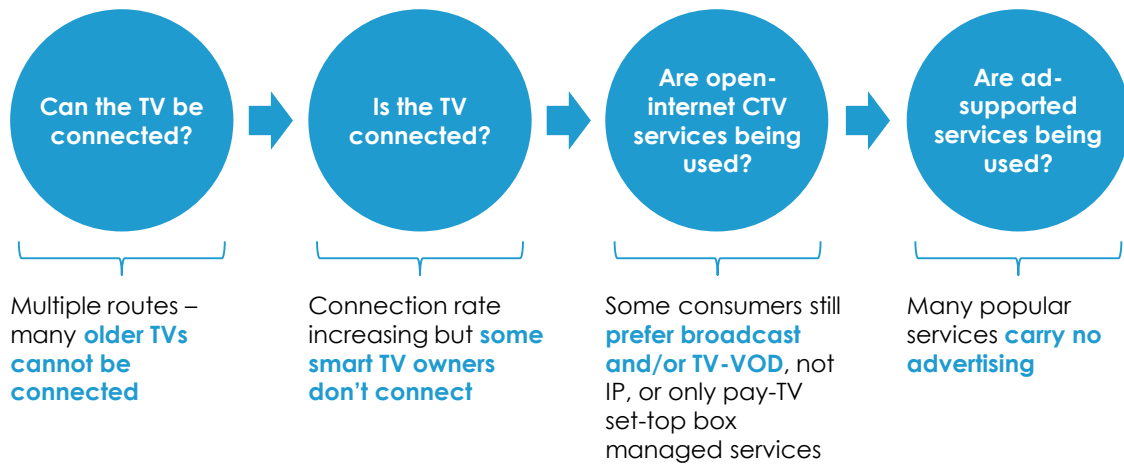 Can the TV be
connected?
Is the TV
connected?
Are open-
internet CTV
services being
used?
Are ad-
supported
services being
used?
Multiple routes –
many older TVs
cannot be
connected
Connection rate
increasing but some
smart TV owners
don't connect
Some consumers still
prefer broadcast
and/or TV-VOD, not
IP, or only pay-TV
set-top box
managed services
Many popular
services carry no
advertising